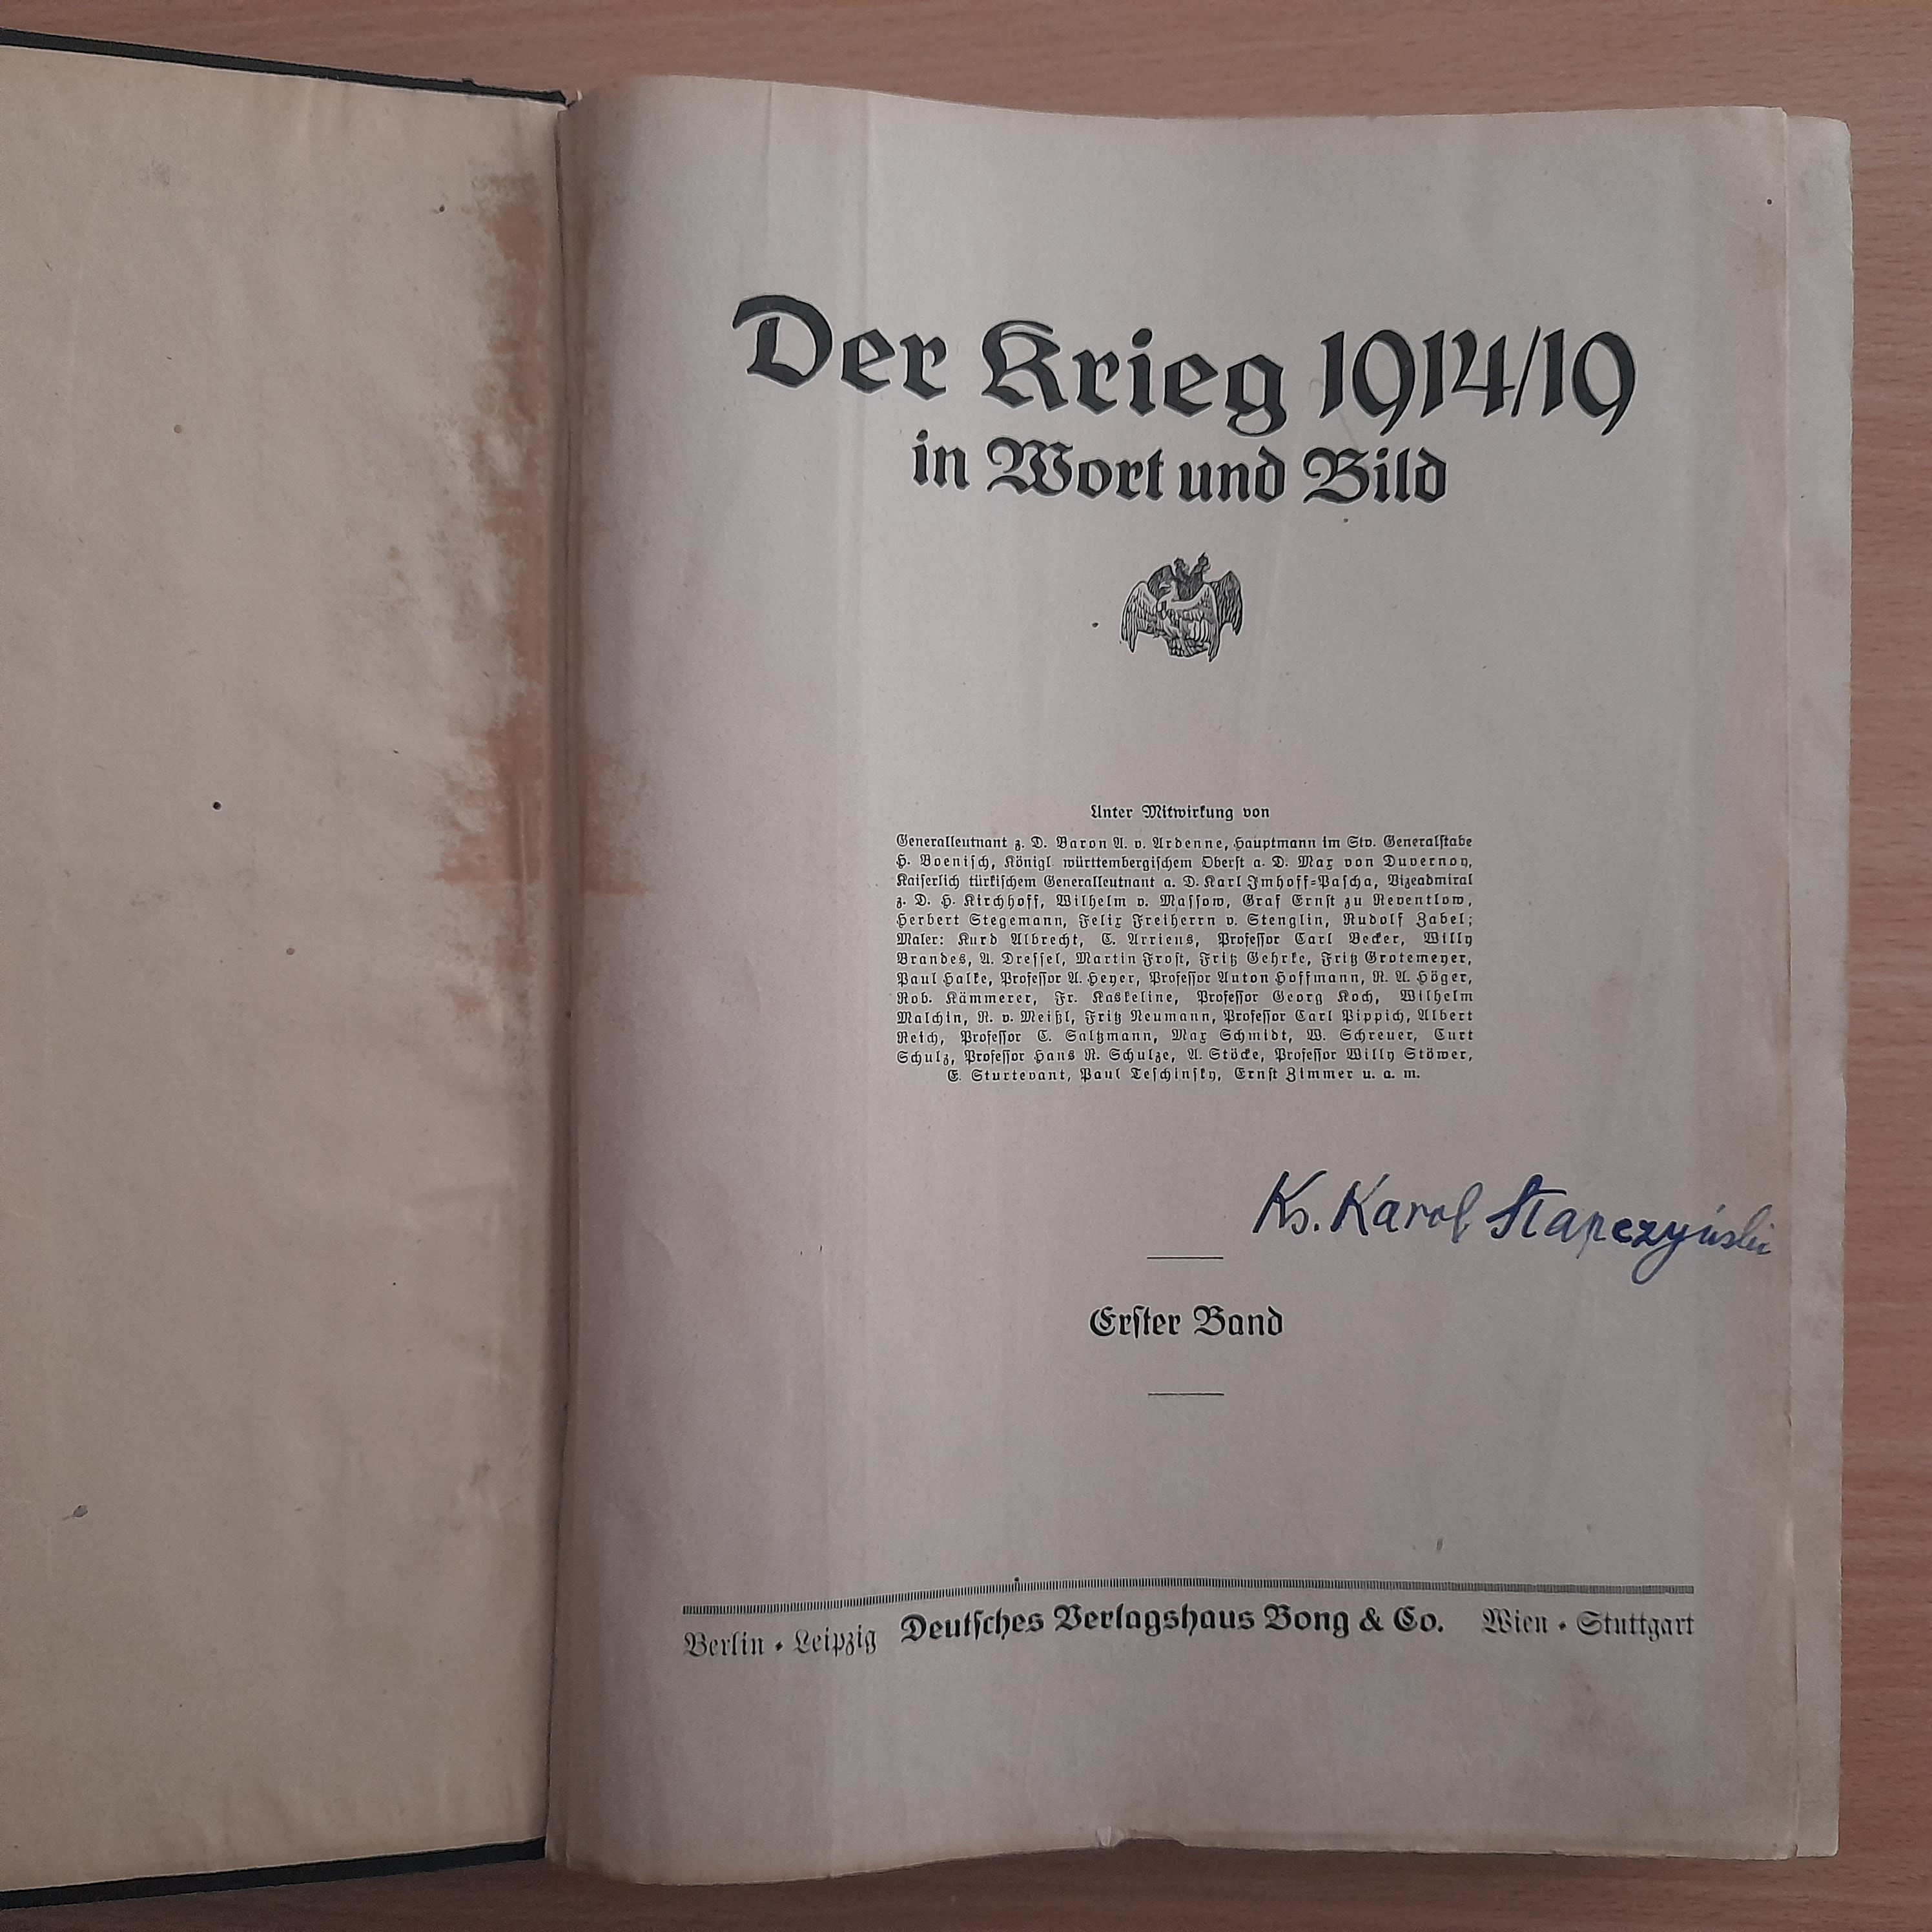 Der Krieg 1914/19
in Wort und Bild
Unter Mitwirkung von
Generalleutnant z. D. Baron A. v. Ardenne, Hauptmann im Stv. Generalſtabe
H. Boeniſch, Königl. württembergiſchem Oberſt a. D. Max von Duvernoy,
Kaiſerlich türkiſchem Generalleutnant a. D. Karl Imhoff-Paſcha, Vizeadmiral
z. D. H. Kirchhoff, Wilhelm v. Maſſow, Graf Ernſt zu Reventlow,
Herbert Stegemann, Felix Freiherrn v. Stenglin, Rudolf Zabel;
Maler: Kurd Albrecht, C. Arriens, Profeſſor Carl Becker, Willy
Brandes, A. Dreſſel, Martin Froſt, Fritz Gehrke, Fritz Grotemeyer,
Paul Halke, Profeſſor A. Heyer, Profeſſor Anton Hoffmann, R. A. Höger,
Rob. Kämmerer, Fr. Kaskeline, Profeſſor Georg Koch, Wilhelm
Malchin, R. v. Meißl, Fritz Neumann, Profeſſor Carl Pippich, Albert
Reich, Profeſſor C. Saltzmann, Max Schmidt, W. Schreuer, Curt
Schulz, Profeſſor Hans R. Schulze, A. Stöcke, Profeſſor Willy Stöwer,
E. Sturtevant, Paul Teſchinſky, Ernſt Zimmer u. a. m.
Ks. Karol
Erſter Band
Berlin • Leipzig Deutſches Verlagshaus Bong & Co. Wien • Stuttgart